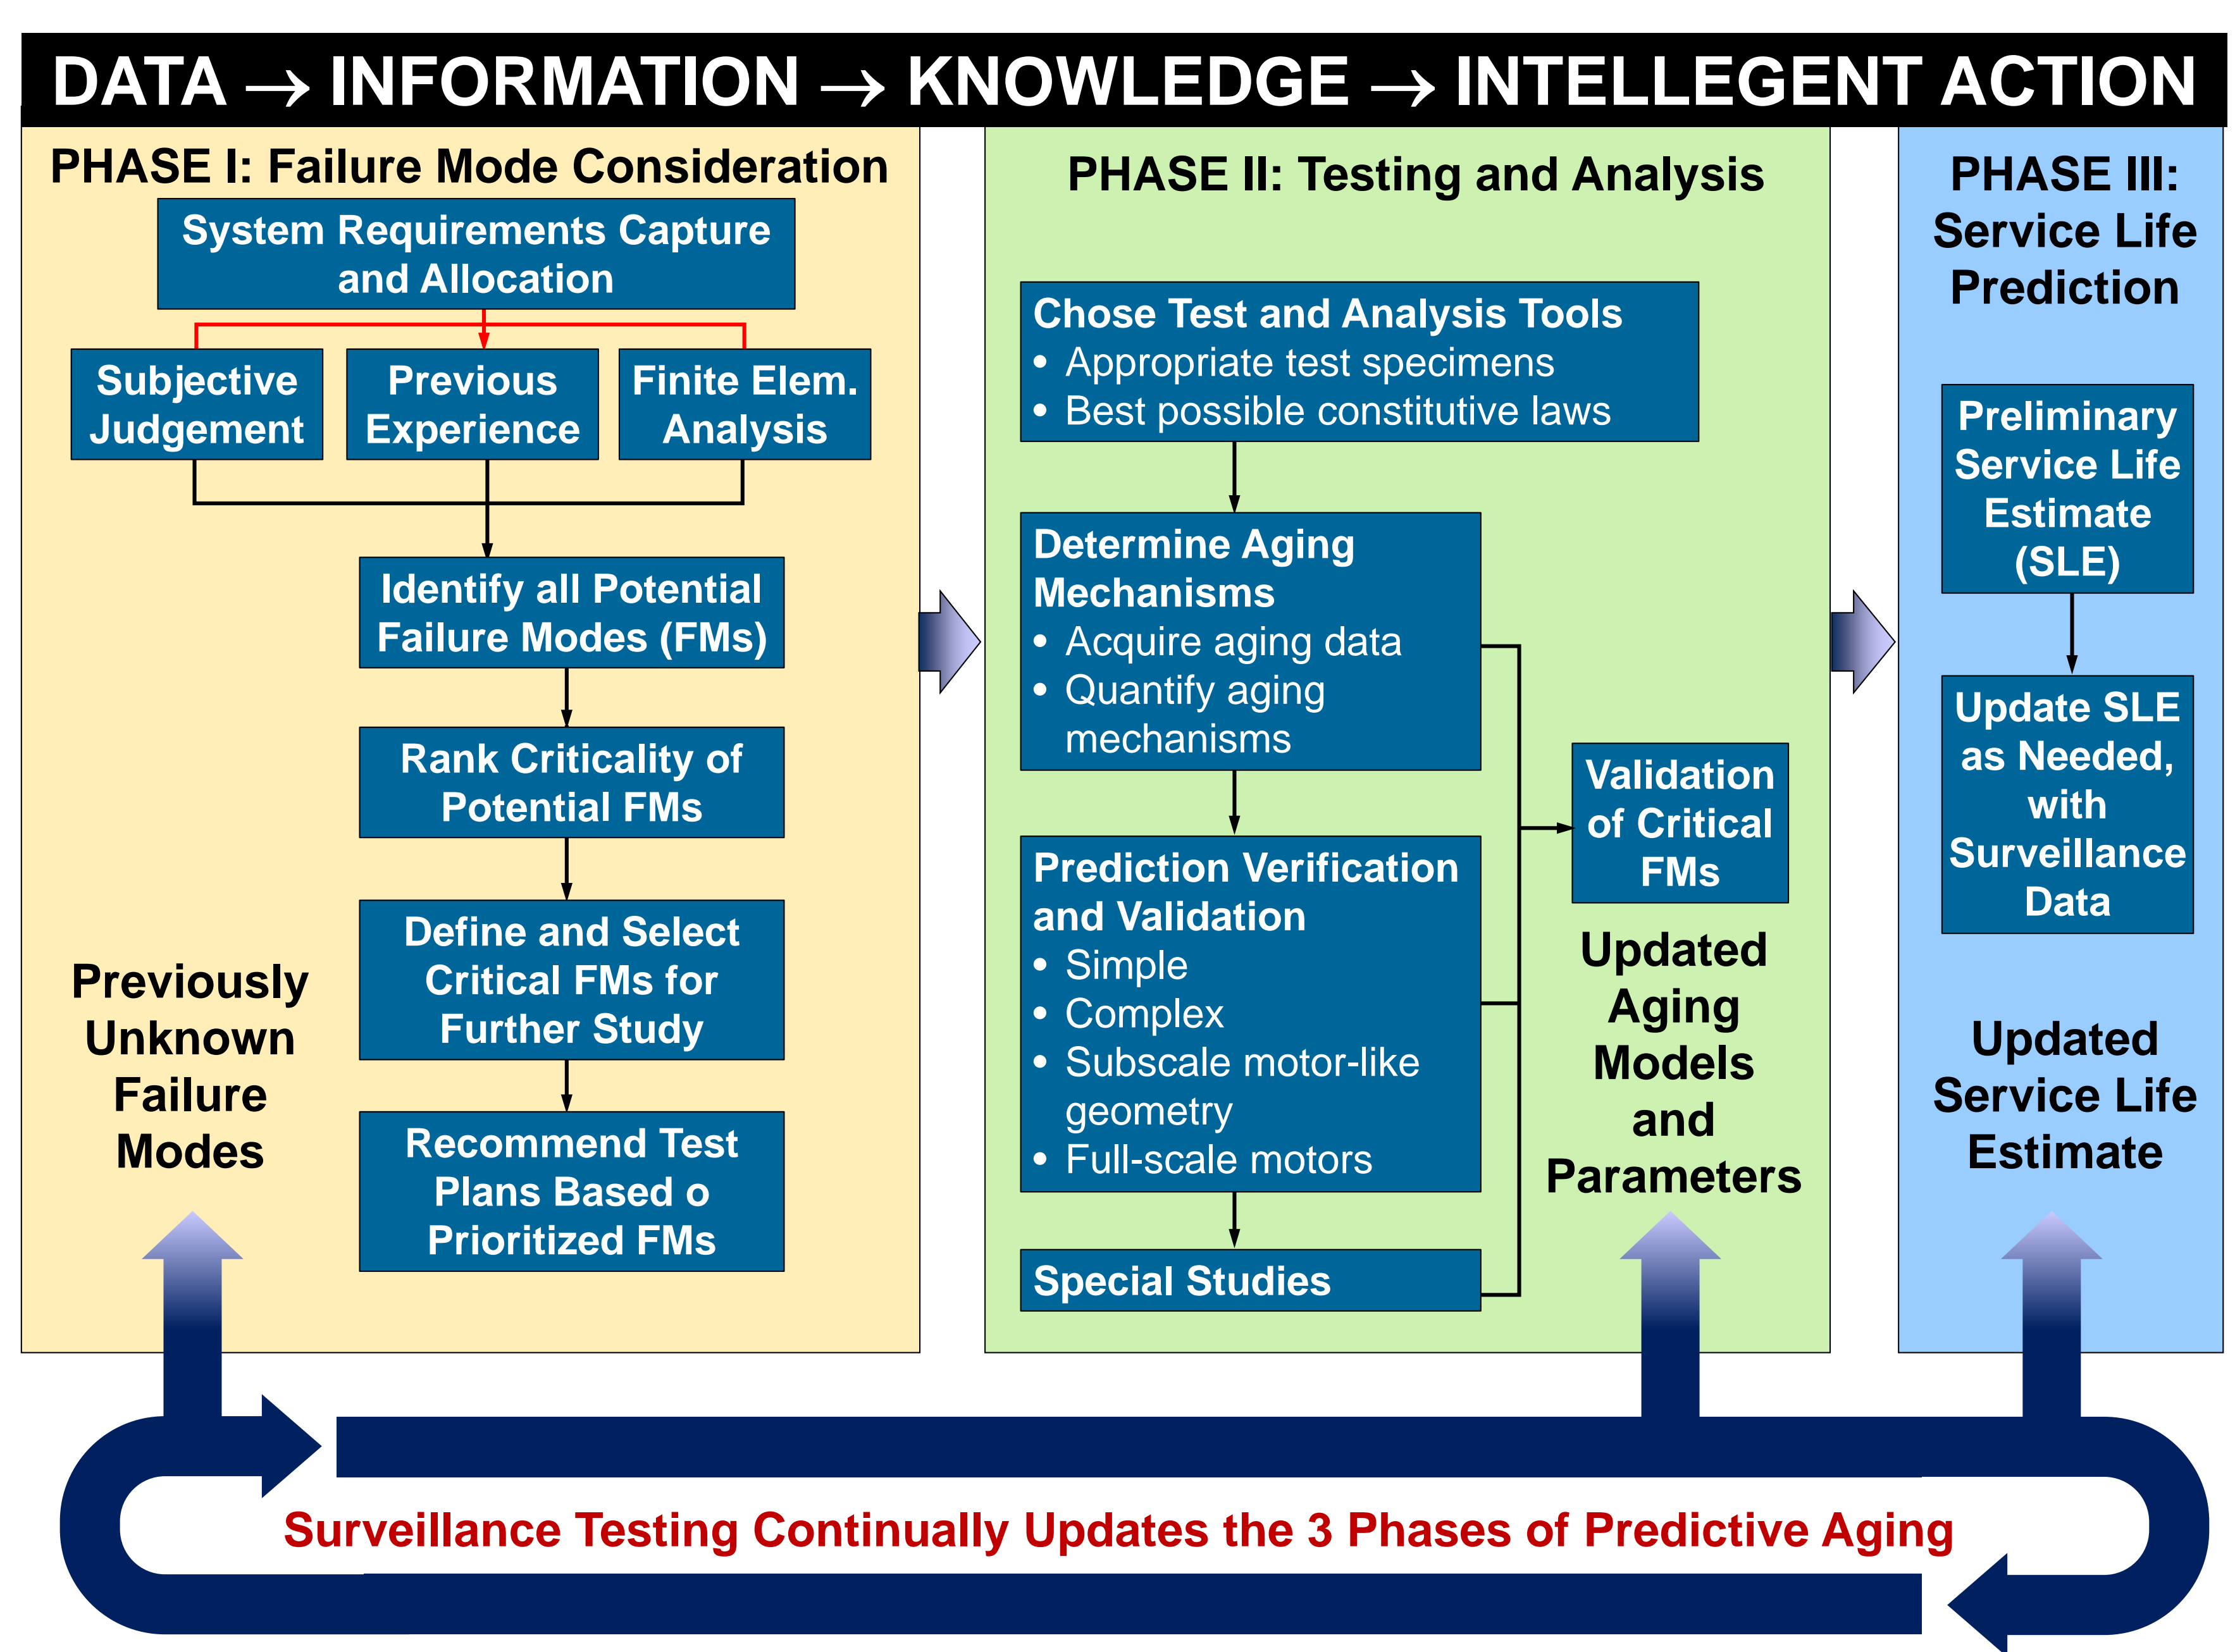 DATA → INFORMATION → KNOWLEDGE → INTELLEGENT ACTION
PHASE I: Failure Mode Consideration
System Requirements Capture
and Allocation
Subjective
Judgement
Previous
Experience
Finite Elem.
Analysis
Identify all Potential
Failure Modes (FMs)
Rank Criticality of
Potential FMs
Define and Select
Critical FMs for
Further Study
Recommend Test
Plans Based o
Prioritized FMs
Previously
Unknown
Failure
Modes
PHASE II: Testing and Analysis
Chose Test and Analysis Tools
• Appropriate test specimens
• Best possible constitutive laws
Determine Aging
Mechanisms
• Acquire aging data
• Quantify aging
mechanisms
Prediction Verification
and Validation
• Simple
• Complex
• Subscale motor-like
geometry
• Full-scale motors
Special Studies
Validation
of Critical
FMs
Updated
Aging
Models
and
Parameters
PHASE III:
Service Life
Prediction
Preliminary
Service Life
Estimate
(SLE)
Update SLE
as Needed,
with
Surveillance
Data
Updated
Service Life
Estimate
Surveillance Testing Continually Updates the 3 Phases of Predictive Aging